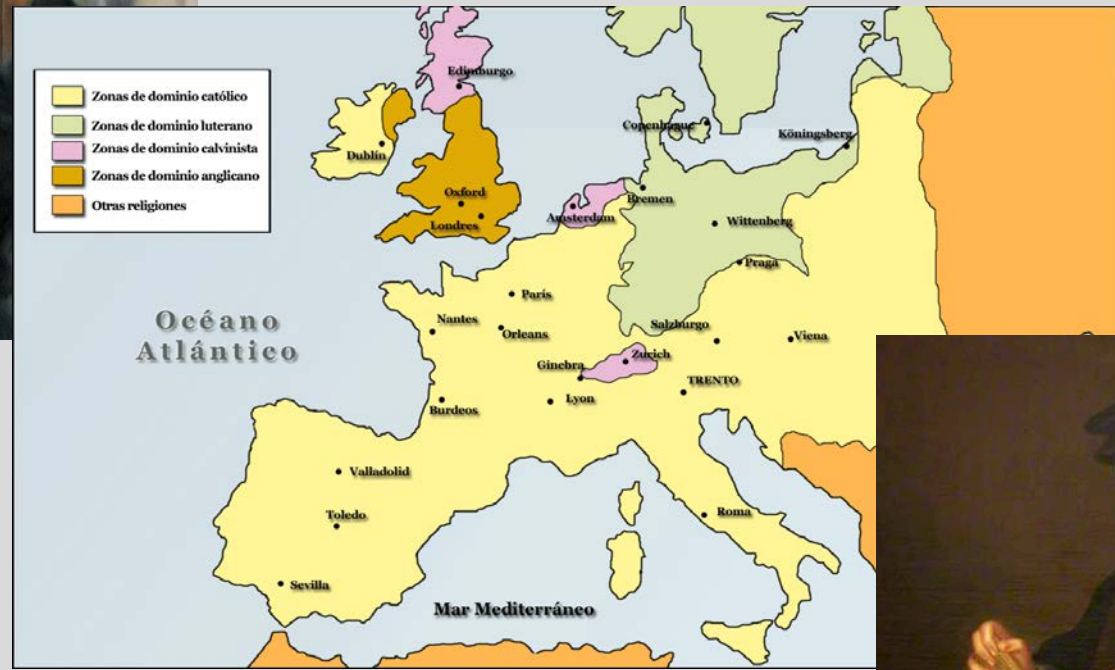 Zonas de dominio católico
Zonas de dominio luterano
Zonas de dominio calvinista
Zonas de dominio anglicano
Otras religiones
Edimburgo
Dublín
Oxford
Londres
Copenhague
Köningsberg
Amsterdam
Bremen
Wittenberg
Praga
París
Nantes
Orleans
Salzburgo
Viena
Ginebra
Zurich
TRENTO
Lyon
Burdeos
Océano
Atlántico
Valladolid
Toledo
Roma
Sevilla
Mar Mediterráneo